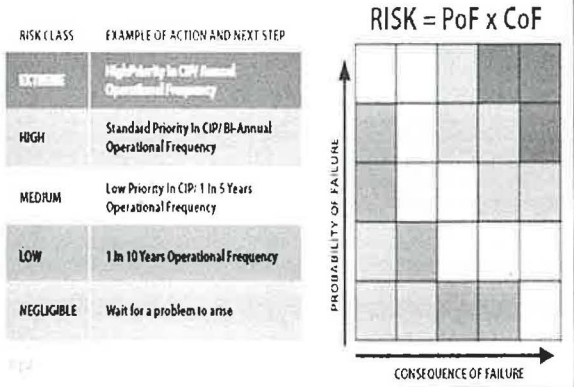 RISK = PoF x CoF
RISK CLASS
EXAMPLE OF ACTION AND NEXT STEP
EXTREME
High Priority In CIP/ Annual
Operational Frequency
HIGH
Standard Priority In CIP/ Bi-Annual
Operational Frequency
MEDIUM
Low Priority In CIP/ 1 In 5 Years
Operational Frequency
LOW
1 In 10 Years Operational Frequency
NEGLIGIBLE
Wait for a problem to arise
PROBABILITY OF FAILURE
CONSEQUENCE OF FAILURE